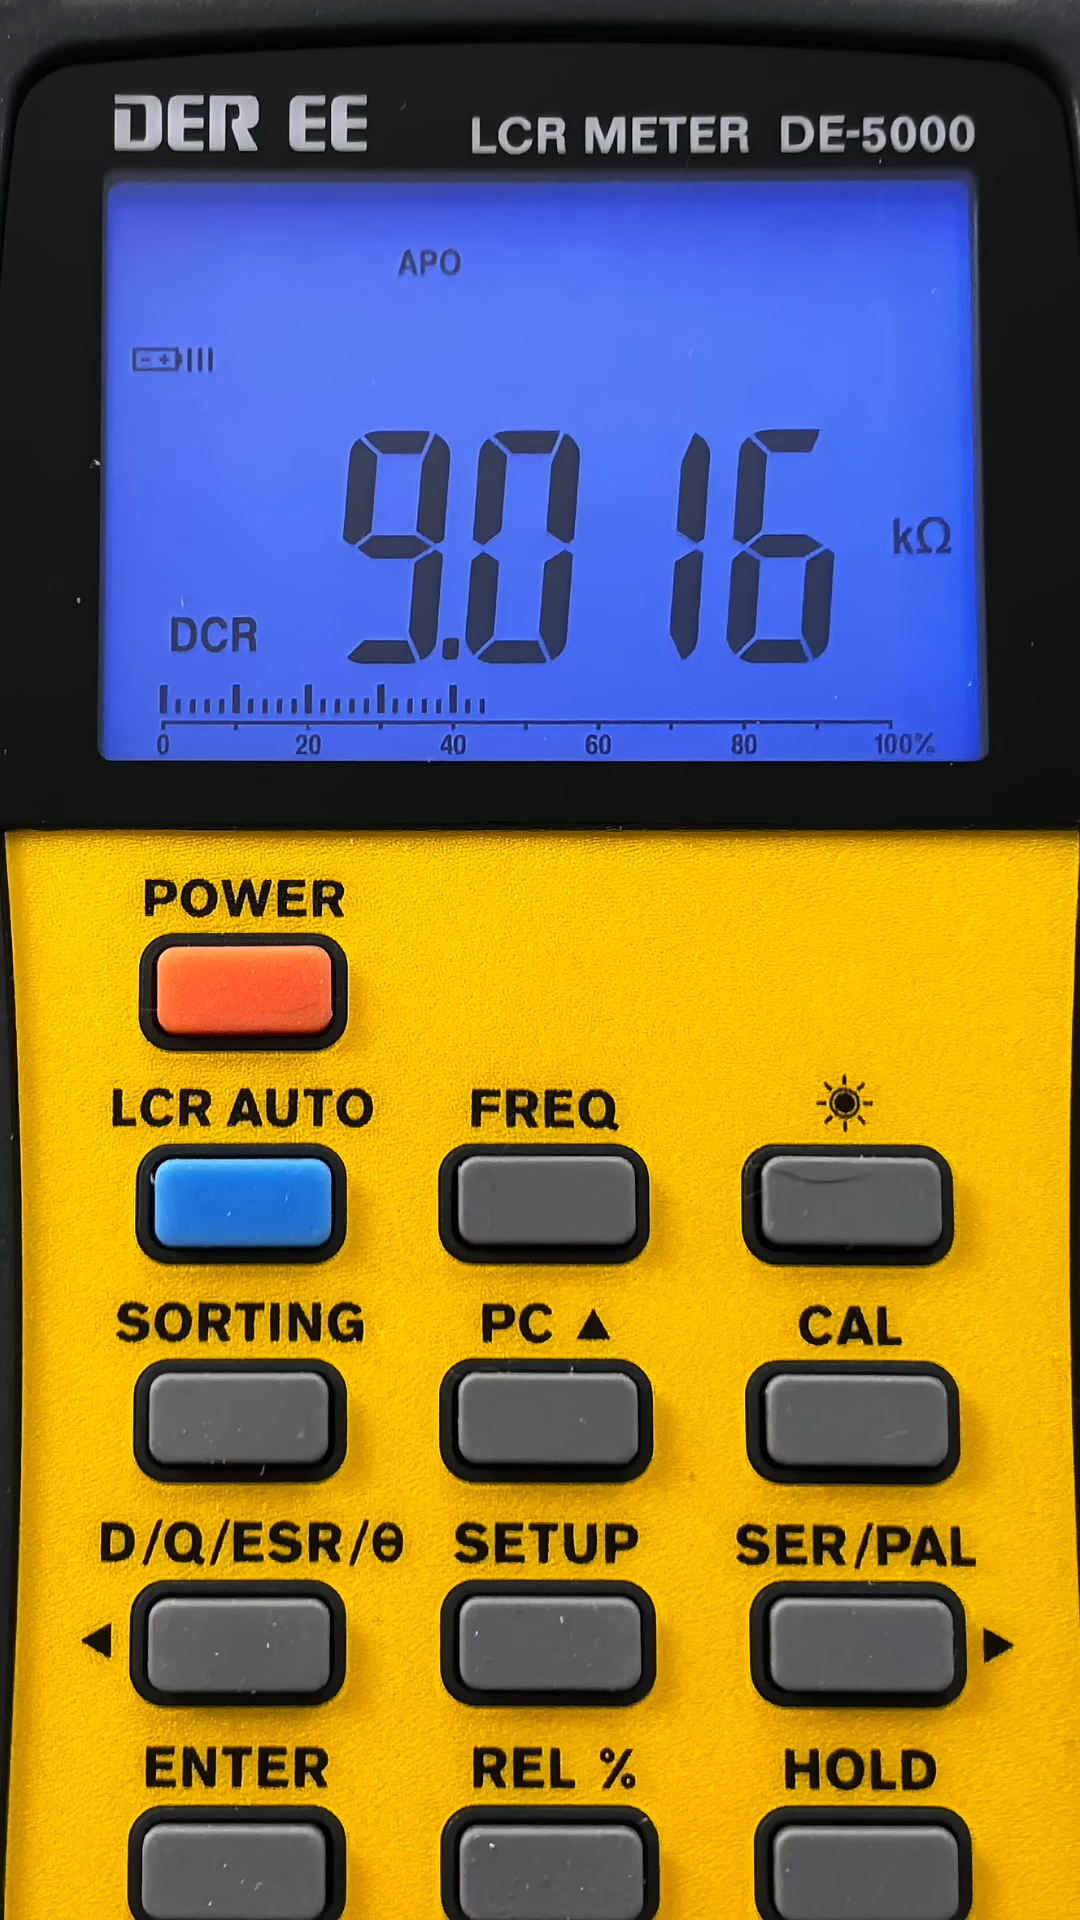 DER EE LCR METER DE-5000
APO
9.016 kΩ
DCR
0 20 40 60 80 100%
POWER
LCR AUTO FREQ
SORTING PC ▲ CAL
D/Q/ESR/θ SETUP SER/PAL
◀ ▶
ENTER REL % HOLD